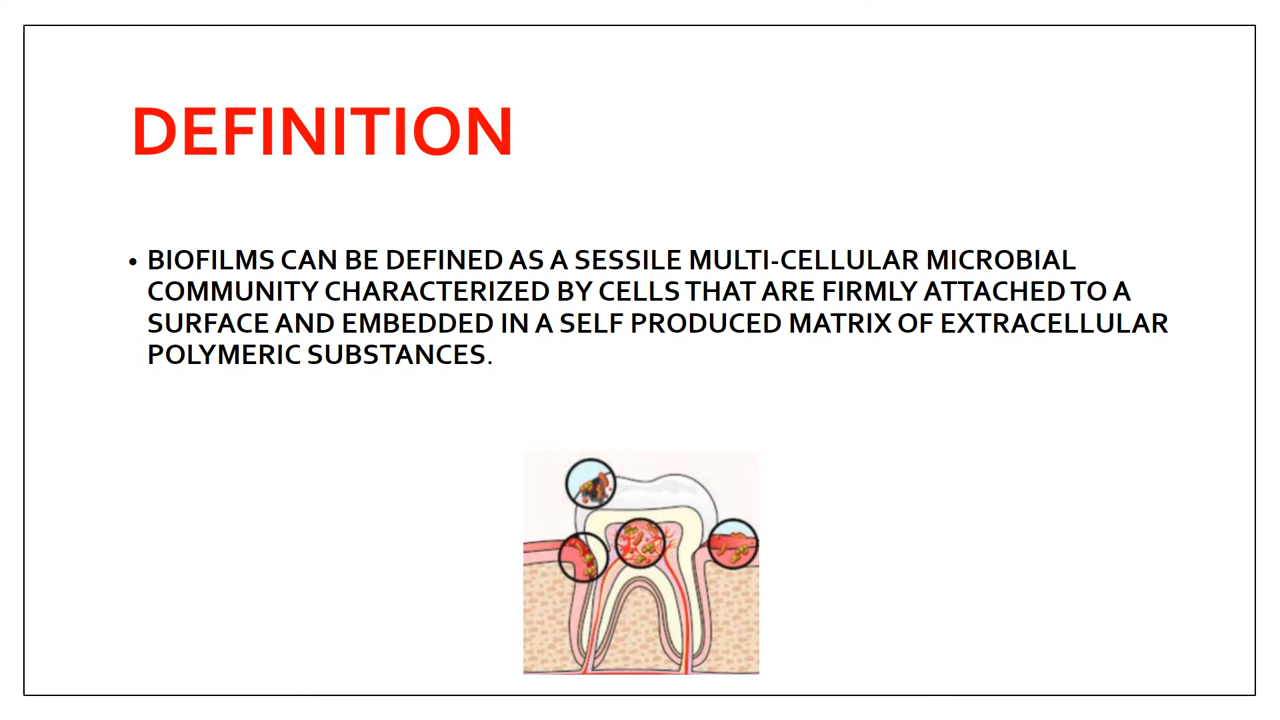 DEFINITION
• BIOFILMS CAN BE DEFINED AS A SESSILE MULTI-CELLULAR MICROBIAL
COMMUNITY CHARACTERIZED BY CELLS THAT ARE FIRMLY ATTACHED TO A
SURFACE AND EMBEDDED IN A SELF PRODUCED MATRIX OF EXTRACELLULAR
POLYMERIC SUBSTANCES.